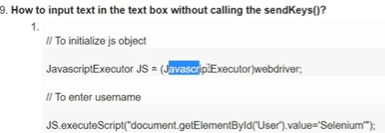 9. How to input text in the text box without calling the sendKeys()?
1.
// To initialize js object
JavascriptExecutor JS = (JavascriptExecutor)webdriver;
// To enter username
JS.executeScript("document.getElementById('User').value='Selenium'");